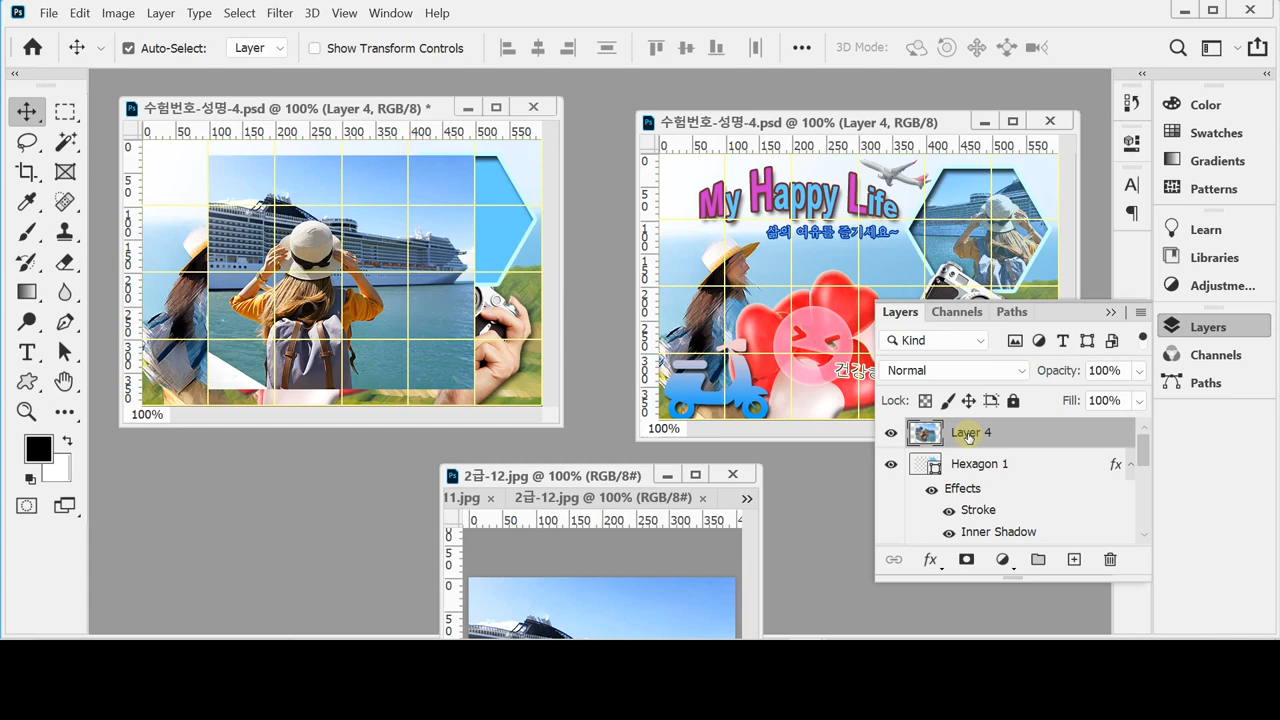 File Edit Image Layer Type Select Filter 3D View Window Help
Auto-Select: Layer Show Transform Controls 3D Mode:
수험번호-성명-4.psd @ 100% (Layer 4, RGB/8) *
0 50 100 150 200 250 300 350 400 450 500 550
100%
수험번호-성명-4.psd @ 100% (Layer 4, RGB/8)
0 50 100 150 200 250 300 350 400 450 500 550
My Happy Life
삶의 여유를 즐기세요~
100%
2급-12.jpg @ 100% (RGB/8#)
11.jpg × 2급-12.jpg @ 100% (RGB/8#) ×
0 50 100 150 200 250 300 350
Layers Channels Paths
Kind
Normal Opacity: 100%
Lock: Fill: 100%
Layer 4
Hexagon 1 fx
Effects
Stroke
Inner Shadow
fx
Color
Swatches
Gradients
Patterns
Learn
Libraries
Adjustme...
Layers
Channels
Paths